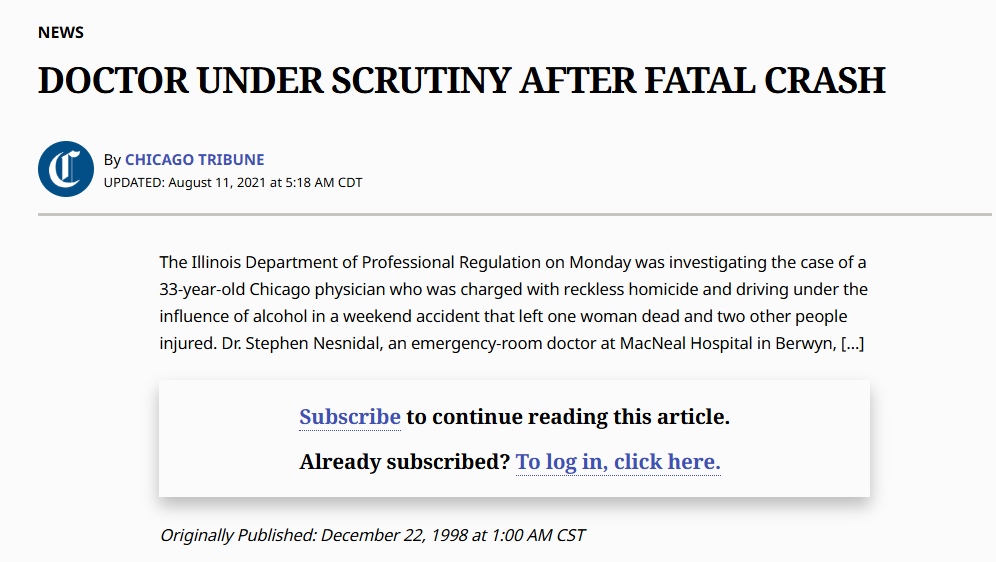 NEWS
DOCTOR UNDER SCRUTINY AFTER FATAL CRASH
By CHICAGO TRIBUNE
UPDATED: August 11, 2021 at 5:18 AM CDT
The Illinois Department of Professional Regulation on Monday was investigating the case of a
33-year-old Chicago physician who was charged with reckless homicide and driving under the
influence of alcohol in a weekend accident that left one woman dead and two other people
injured. Dr. Stephen Nesnidal, an emergency-room doctor at MacNeal Hospital in Berwyn, [...]
Subscribe to continue reading this article.
Already subscribed? To log in, click here.
Originally Published: December 22, 1998 at 1:00 AM CST